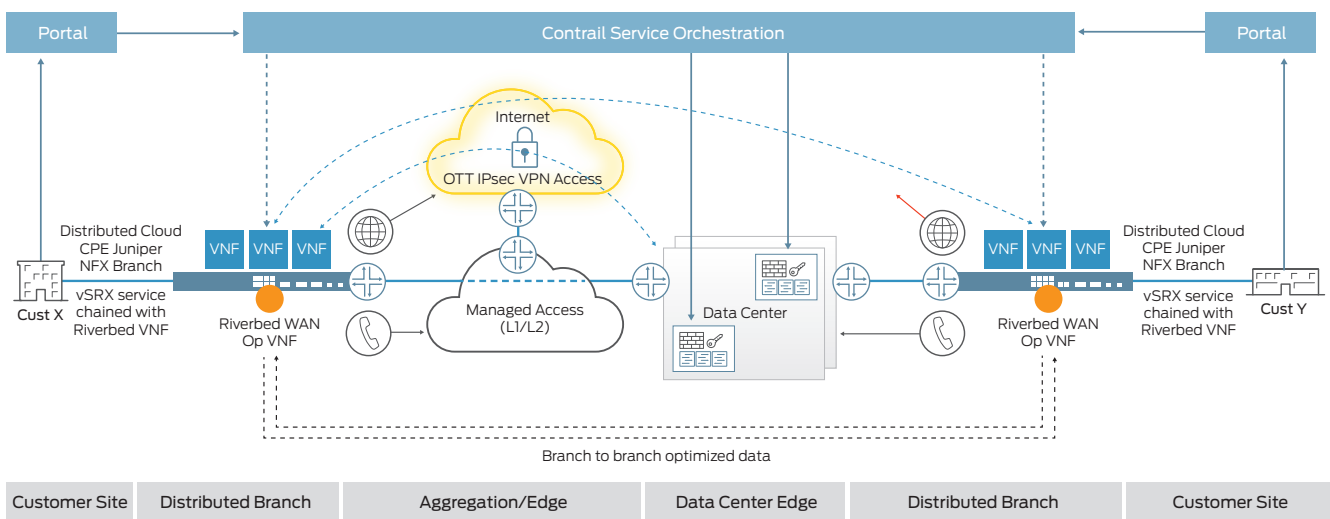 Portal
Contrail Service Orchestration
Portal
Internet
OTT IPsec VPN Access
Distributed Cloud
CPE Juniper
NFX Branch
VNF
VNF
VNF
VNF
VNF
VNF
Distributed Cloud
CPE Juniper
NFX Branch
Cust X
vSRX service
chained with
Riverbed VNF
Riverbed WAN
Op VNF
Managed Access
(L1/L2)
Data Center
Riverbed WAN
Op VNF
vSRX service
chained with
Riverbed VNF
Cust Y
Branch to branch optimized data
Customer Site
Distributed Branch
Aggregation/Edge
Data Center Edge
Distributed Branch
Customer Site